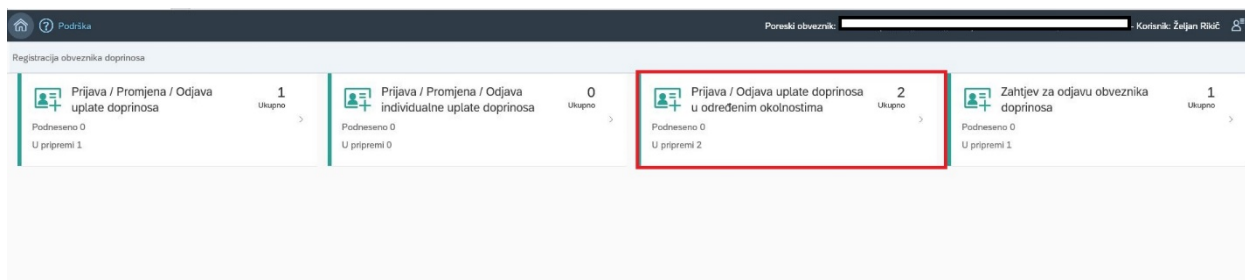 Podrška
Poreski obveznik:
- Korisnik: Željan Rikić
Registracija obveznika doprinosa
Prijava / Promjena / Odjava
uplate doprinosa
1
Ukupno
Podneseno 0
U pripremi 1
Prijava / Promjena / Odjava
individualne uplate doprinosa
0
Ukupno
Podneseno 0
U pripremi 0
Prijava / Odjava uplate doprinosa
u određenim okolnostima
2
Ukupno
Podneseno 0
U pripremi 2
Zahtjev za odjavu obveznika
doprinosa
1
Ukupno
Podneseno 0
U pripremi 1